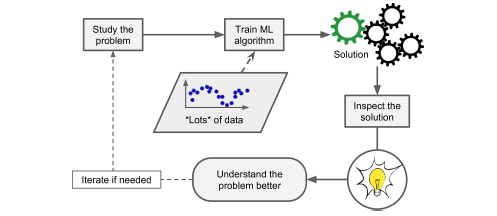 Study the
problem
Train ML
algorithm
Solution
*Lots* of data
Inspect the
solution
Understand the
problem better
Iterate if needed